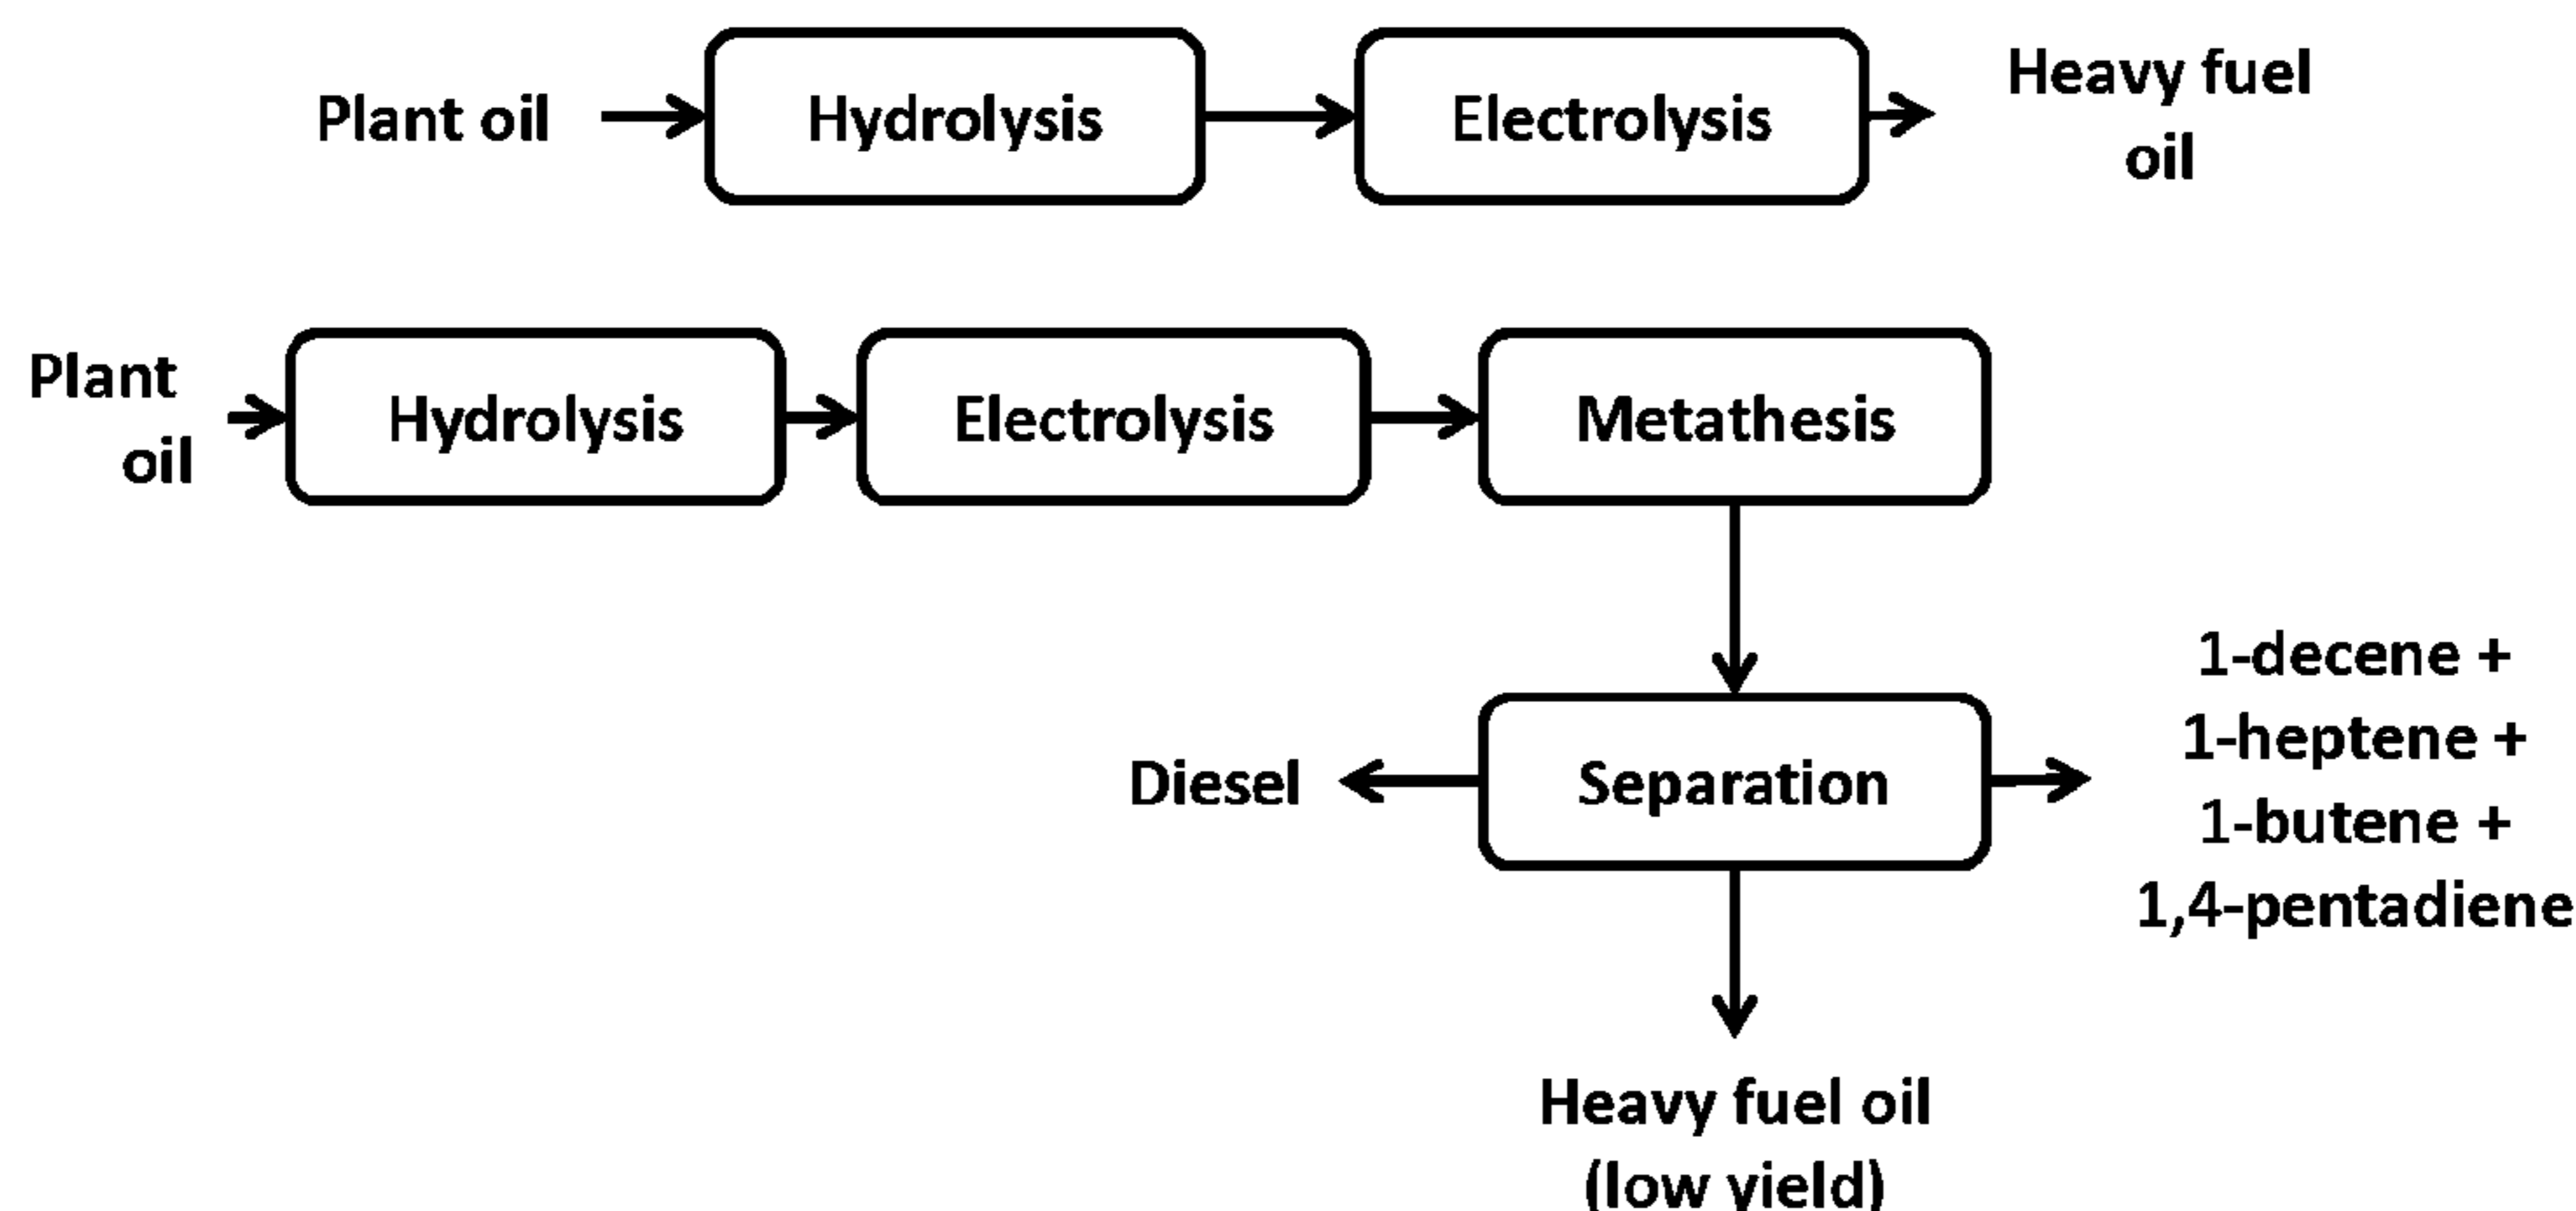 Plant oil
Hydrolysis
Electrolysis
Heavy fuel
oil
Plant
oil
Hydrolysis
Electrolysis
Metathesis
Diesel
Separation
1-decene +
1-heptene +
1-butene +
1,4-pentadiene
Heavy fuel oil
(low yield)